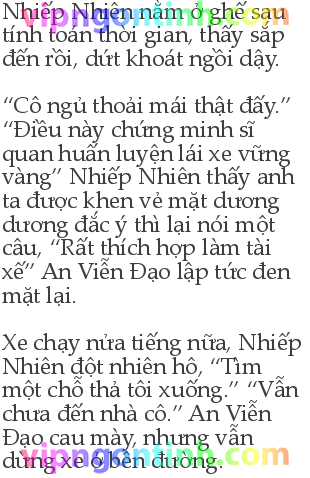 vipngontinh.com
Nhiếp Nhiên nằm ở ghế sau
tính toán thời gian, thấy sắp
đến rồi, dứt khoát ngồi dậy.
“Cô ngủ thoải mái thật đấy.”
“Điều này chứng minh sĩ
quan huấn luyện lái xe vững
vàng” Nhiếp Nhiên thấy anh
ta được khen vẻ mặt dương
dương đắc ý thì lại nói một
câu, “Rất thích hợp làm tài
xế” An Viễn Đạo lập tức đen
mặt lại.
Xe chạy nửa tiếng nữa, Nhiếp
Nhiên đột nhiên hô, “Tìm
một chỗ thả tôi xuống.” “Vẫn
chưa đến nhà cô.” An Viễn
Đạo cau mày, nhưng vẫn
dừng xe ở bên đường.
vipngontinh.com